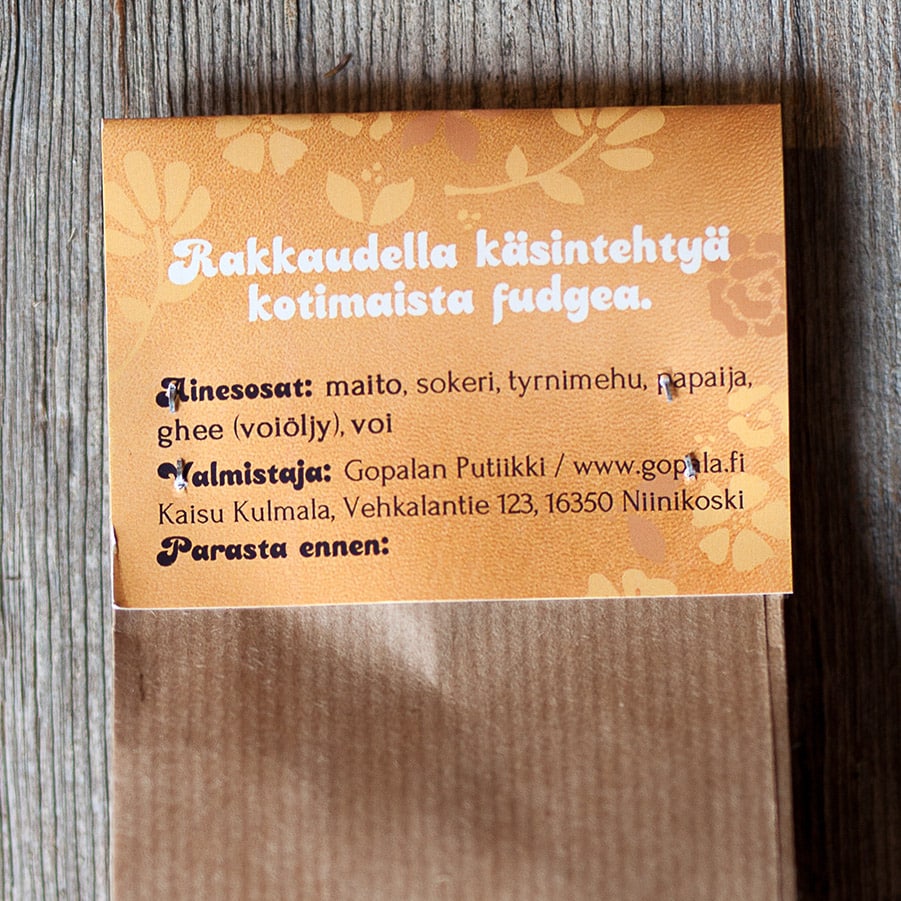 Rakkaudella käsintehtyä
kotimaista fudgea.
Ainesosat: maito, sokeri, tyrnimehu, papaija,
ghee (voiöljy), voi
Valmistaja: Gopalan Putiikki / www.gopala.fi
Kaisu Kulmala, Vehkalantie 123, 16350 Niinikoski
Parasta ennen: